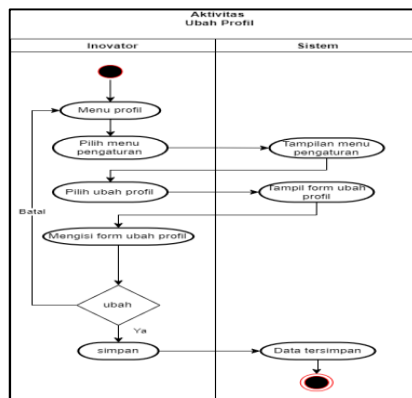 Aktivitas
Ubah Profil
Inovator
Sistem
Menu profil
Pilih menu
pengaturan
Tampilan menu
pengaturan
Pilih ubah profil
Tampil form ubah
profil
Batal
Mengisi form ubah profil
ubah
Ya
simpan
Data tersimpan